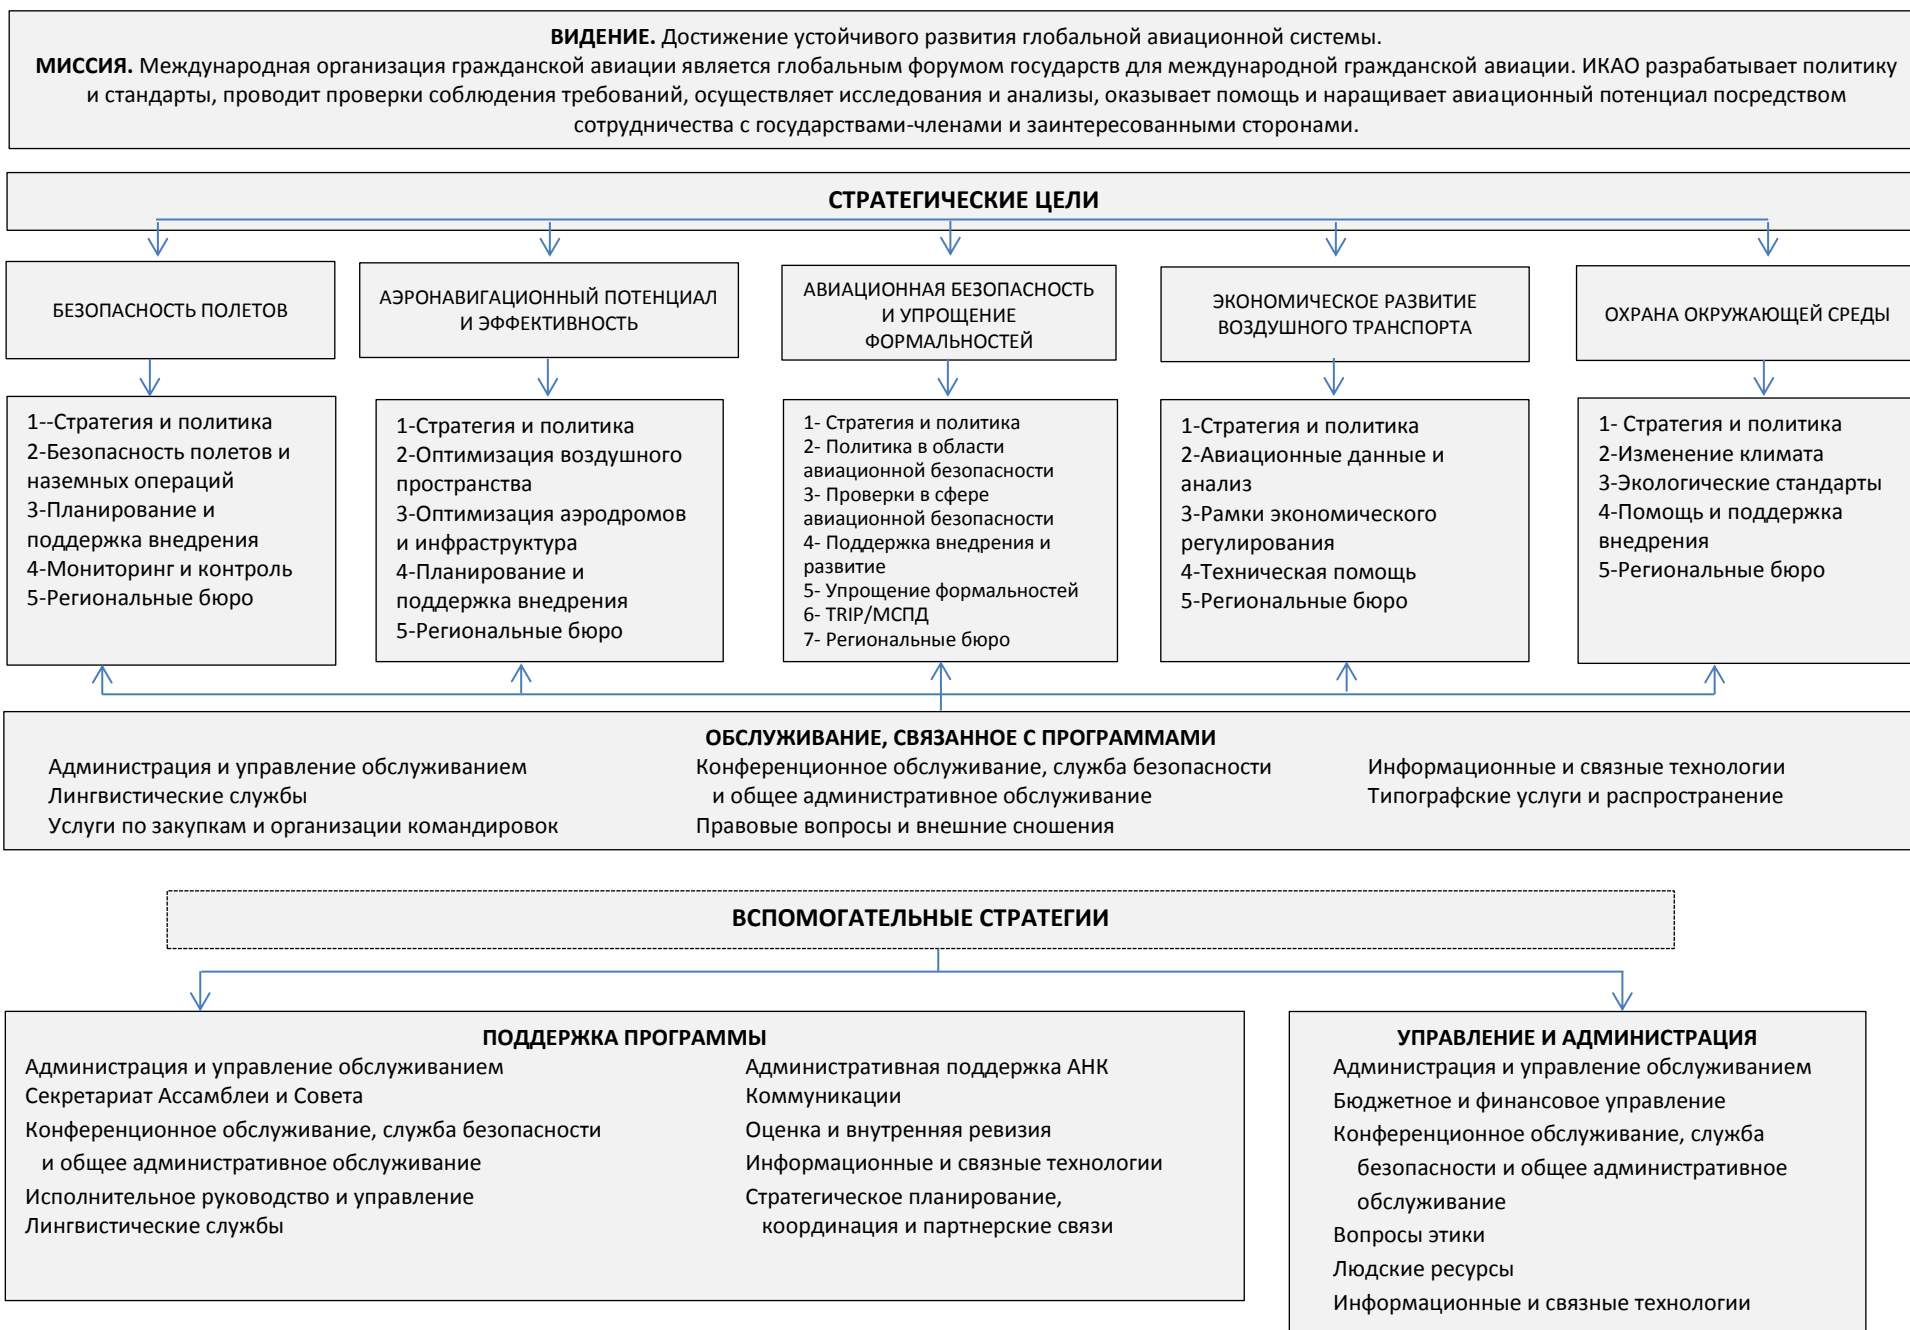 ВИДЕНИЕ. Достижение устойчивого развития глобальной авиационной системы.
МИССИЯ. Международная организация гражданской авиации является глобальным форумом государств для международной гражданской авиации. ИКАО разрабатывает политику
и стандарты, проводит проверки соблюдения требований, осуществляет исследования и анализы, оказывает помощь и наращивает авиационный потенциал посредством
сотрудничества с государствами-членами и заинтересованными сторонами.
СТРАТЕГИЧЕСКИЕ ЦЕЛИ
БЕЗОПАСНОСТЬ ПОЛЕТОВ
АЭРОНАВИГАЦИОННЫЙ ПОТЕНЦИАЛ
И ЭФФЕКТИВНОСТЬ
АВИАЦИОННАЯ БЕЗОПАСНОСТЬ
И УПРОЩЕНИЕ
ФОРМАЛЬНОСТЕЙ
ЭКОНОМИЧЕСКОЕ РАЗВИТИЕ
ВОЗДУШНОГО ТРАНСПОРТА
ОХРАНА ОКРУЖАЮЩЕЙ СРЕДЫ
1--Стратегия и политика
2-Безопасность полетов и
наземных операций
3-Планирование и
поддержка внедрения
4-Мониторинг и контроль
5-Региональные бюро
1-Стратегия и политика
2-Оптимизация воздушного
пространства
3-Оптимизация аэродромов
и инфраструктура
4-Планирование и
поддержка внедрения
5-Региональные бюро
1- Стратегия и политика
2- Политика в области
авиационной безопасности
3- Проверки в сфере
авиационной безопасности
4- Поддержка внедрения и
развитие
5- Упрощение формальностей
6- TRIP/МСПД
7- Региональные бюро
1-Стратегия и политика
2-Авиационные данные и
анализ
3-Рамки экономического
регулирования
4-Техническая помощь
5-Региональные бюро
1- Стратегия и политика
2-Изменение климата
3-Экологические стандарты
4-Помощь и поддержка
внедрения
5-Региональные бюро
ОБСЛУЖИВАНИЕ, СВЯЗАННОЕ С ПРОГРАММАМИ
Администрация и управление обслуживанием
Лингвистические службы
Услуги по закупкам и организации командировок
Конференционное обслуживание, служба безопасности
и общее административное обслуживание
Правовые вопросы и внешние сношения
Информационные и связные технологии
Типографские услуги и распространение
ВСПОМОГАТЕЛЬНЫЕ СТРАТЕГИИ
ПОДДЕРЖКА ПРОГРАММЫ
Администрация и управление обслуживанием
Секретариат Ассамблеи и Совета
Конференционное обслуживание, служба безопасности
и общее административное обслуживание
Исполнительное руководство и управление
Лингвистические службы
Административная поддержка АНК
Коммуникации
Оценка и внутренняя ревизия
Информационные и связные технологии
Стратегическое планирование,
координация и партнерские связи
УПРАВЛЕНИЕ И АДМИНИСТРАЦИЯ
Администрация и управление обслуживанием
Бюджетное и финансовое управление
Конференционное обслуживание, служба
безопасности и общее административное
обслуживание
Вопросы этики
Людские ресурсы
Информационные и связные технологии